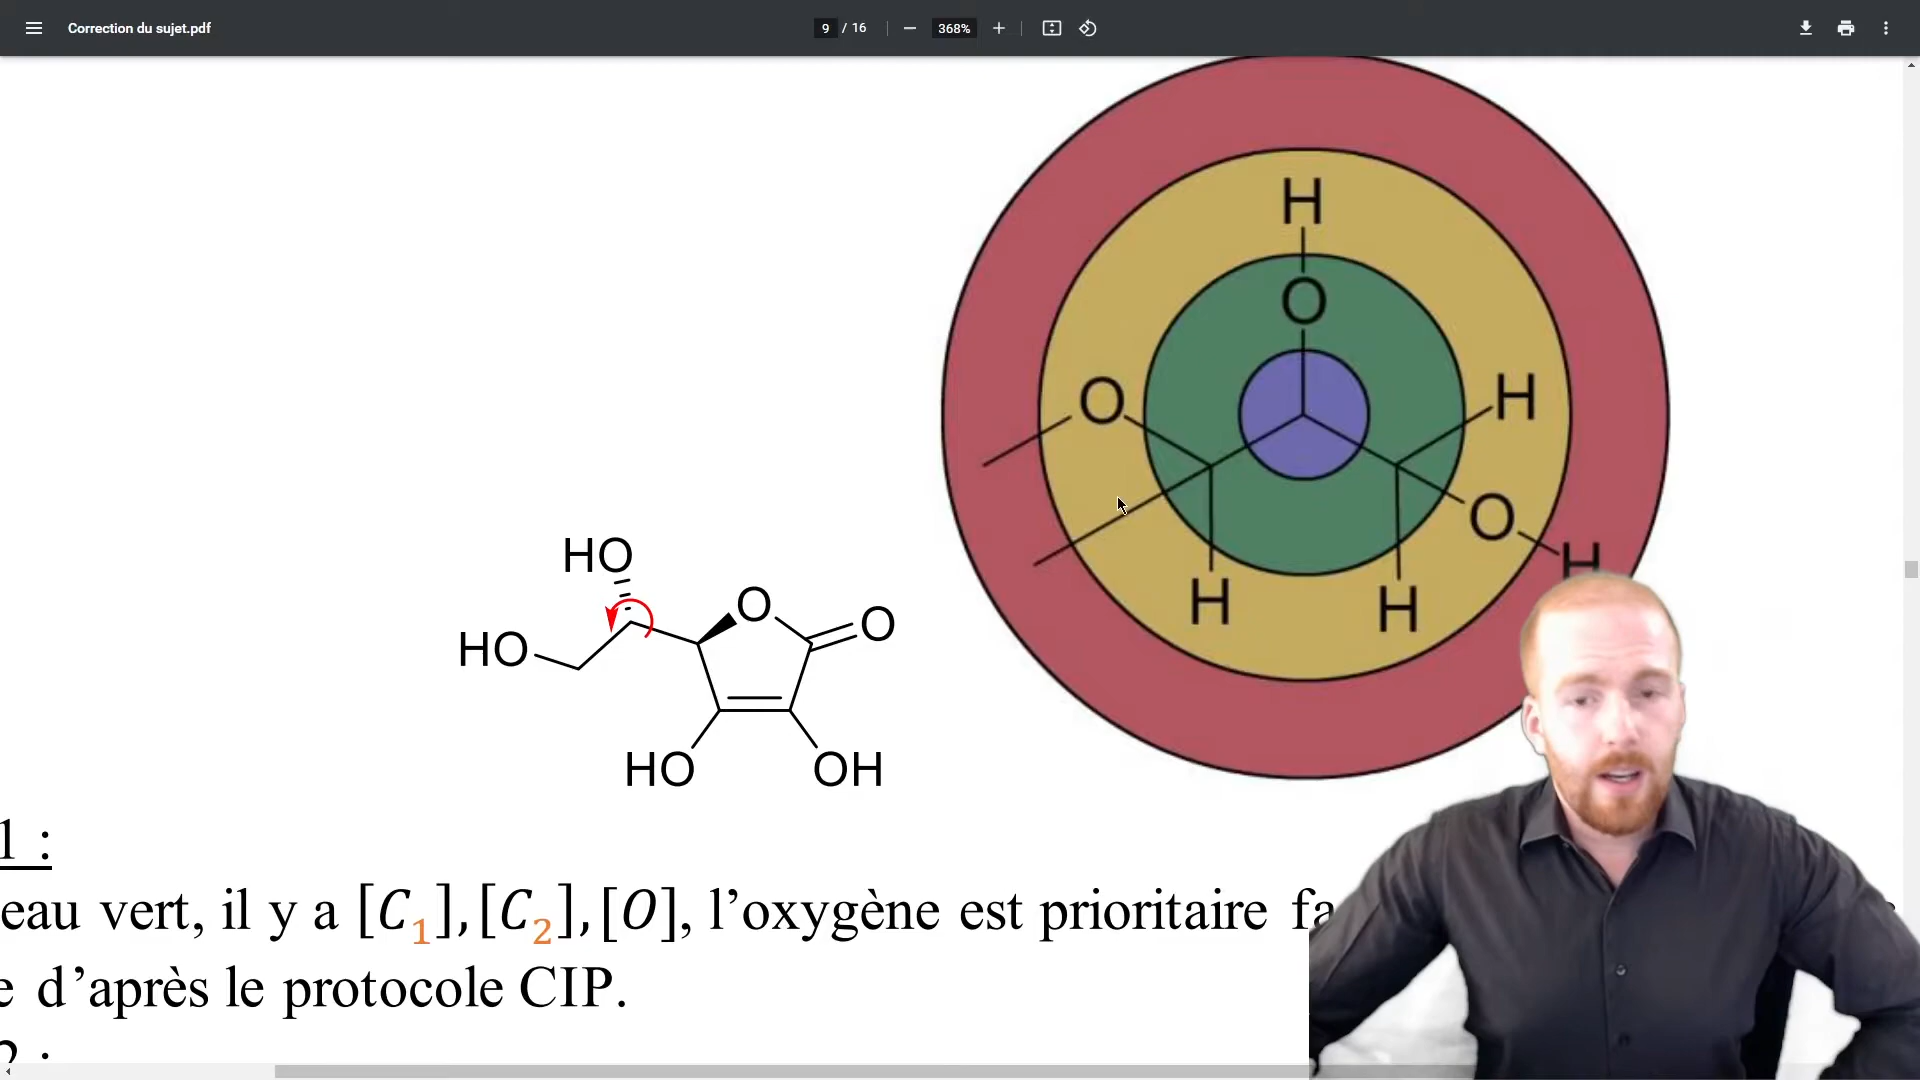 Correction du sujet.pdf
9 / 16
368%
H
O
O
H
O
H
H
H
HO
O
O
HO
HO
OH
1 :
eau vert, il y a [C1], [C2], [O], l’oxygène est prioritaire fa
e d’après le protocole CIP.
2 :